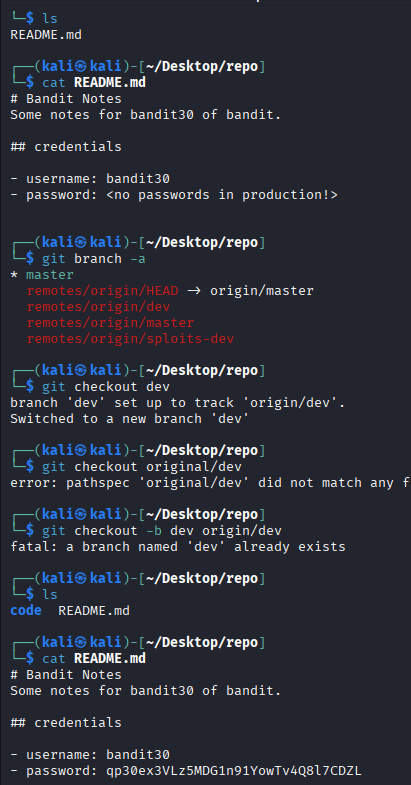 └─$ ls
README.md
┌──(kali㉿kali)-[~/Desktop/repo]
└─$ cat README.md
# Bandit Notes
Some notes for bandit30 of bandit.
## credentials
- username: bandit30
- password: <no passwords in production!>
┌──(kali㉿kali)-[~/Desktop/repo]
└─$ git branch -a
* master
remotes/origin/HEAD → origin/master
remotes/origin/dev
remotes/origin/master
remotes/origin/sploits-dev
┌──(kali㉿kali)-[~/Desktop/repo]
└─$ git checkout dev
branch 'dev' set up to track 'origin/dev'.
Switched to a new branch 'dev'
┌──(kali㉿kali)-[~/Desktop/repo]
└─$ git checkout original/dev
error: pathspec 'original/dev' did not match any f
┌──(kali㉿kali)-[~/Desktop/repo]
└─$ git checkout -b dev origin/dev
fatal: a branch named 'dev' already exists
┌──(kali㉿kali)-[~/Desktop/repo]
└─$ ls
code  README.md
┌──(kali㉿kali)-[~/Desktop/repo]
└─$ cat README.md
# Bandit Notes
Some notes for bandit30 of bandit.
## credentials
- username: bandit30
- password: qp30ex3VLz5MDG1n91YowTv4Q8l7CDZL